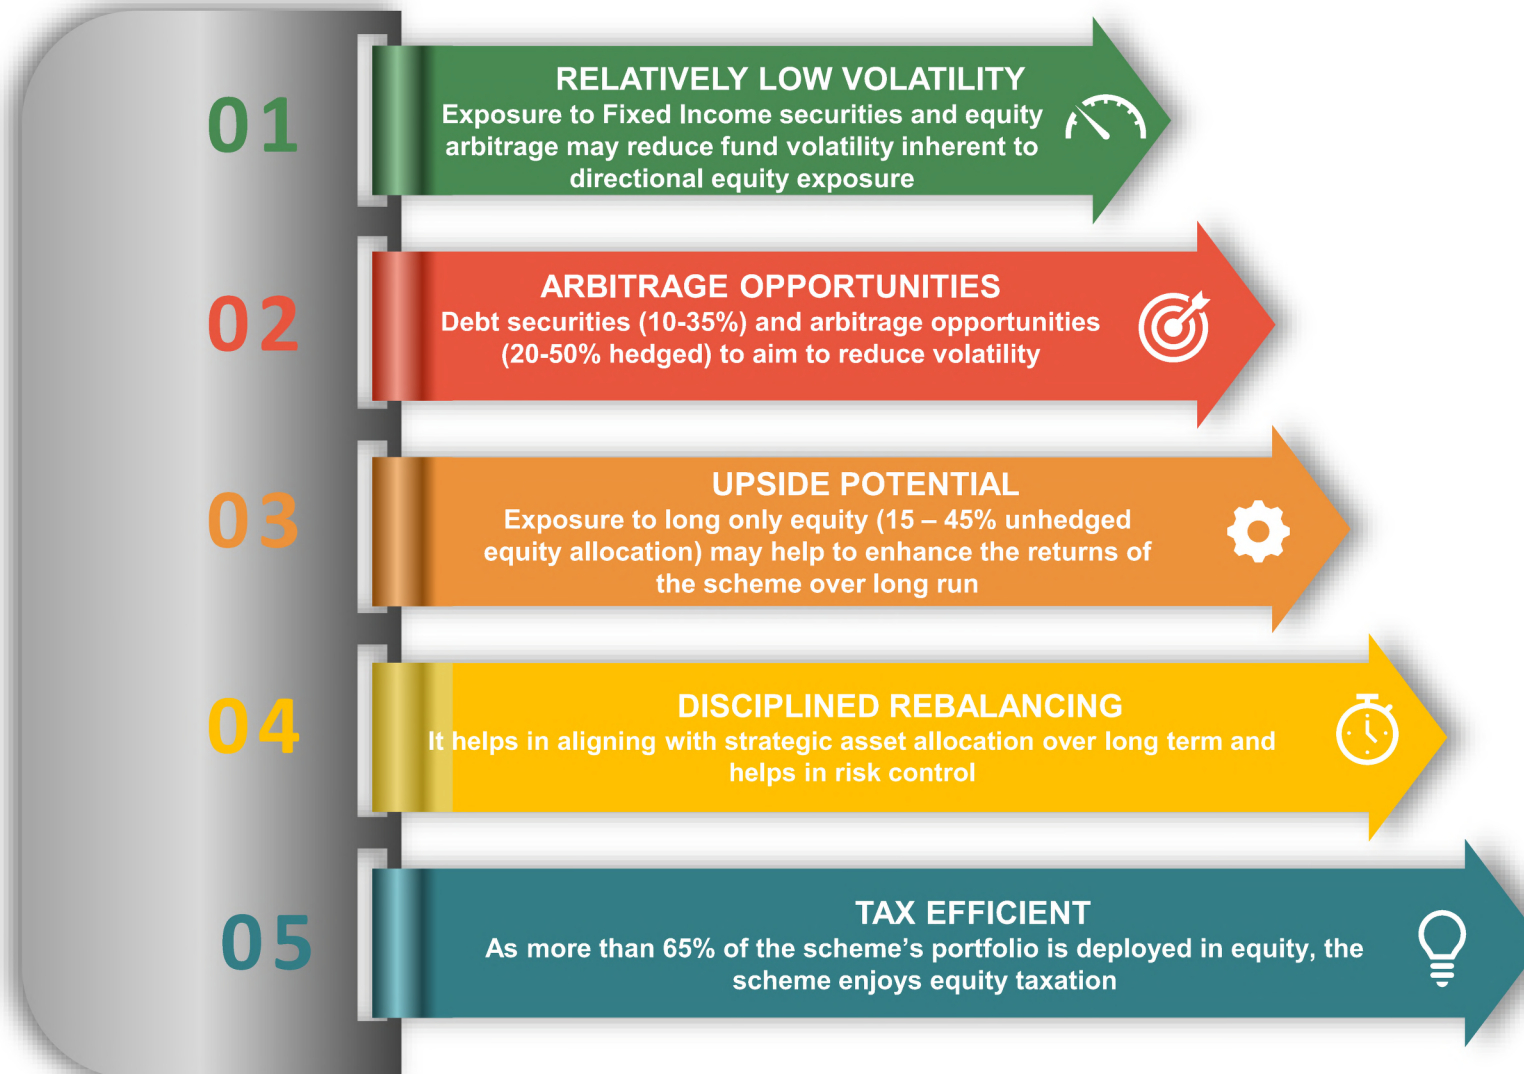 01
RELATIVELY LOW VOLATILITY
Exposure to Fixed Income securities and equity
arbitrage may reduce fund volatility inherent to
directional equity exposure
02
ARBITRAGE OPPORTUNITIES
Debt securities (10-35%) and arbitrage opportunities
(20-50% hedged) to aim to reduce volatility
03
UPSIDE POTENTIAL
Exposure to long only equity (15 – 45% unhedged
equity allocation) may help to enhance the returns of
the scheme over long run
04
DISCIPLINED REBALANCING
It helps in aligning with strategic asset allocation over long term and
helps in risk control
05
TAX EFFICIENT
As more than 65% of the scheme’s portfolio is deployed in equity, the
scheme enjoys equity taxation